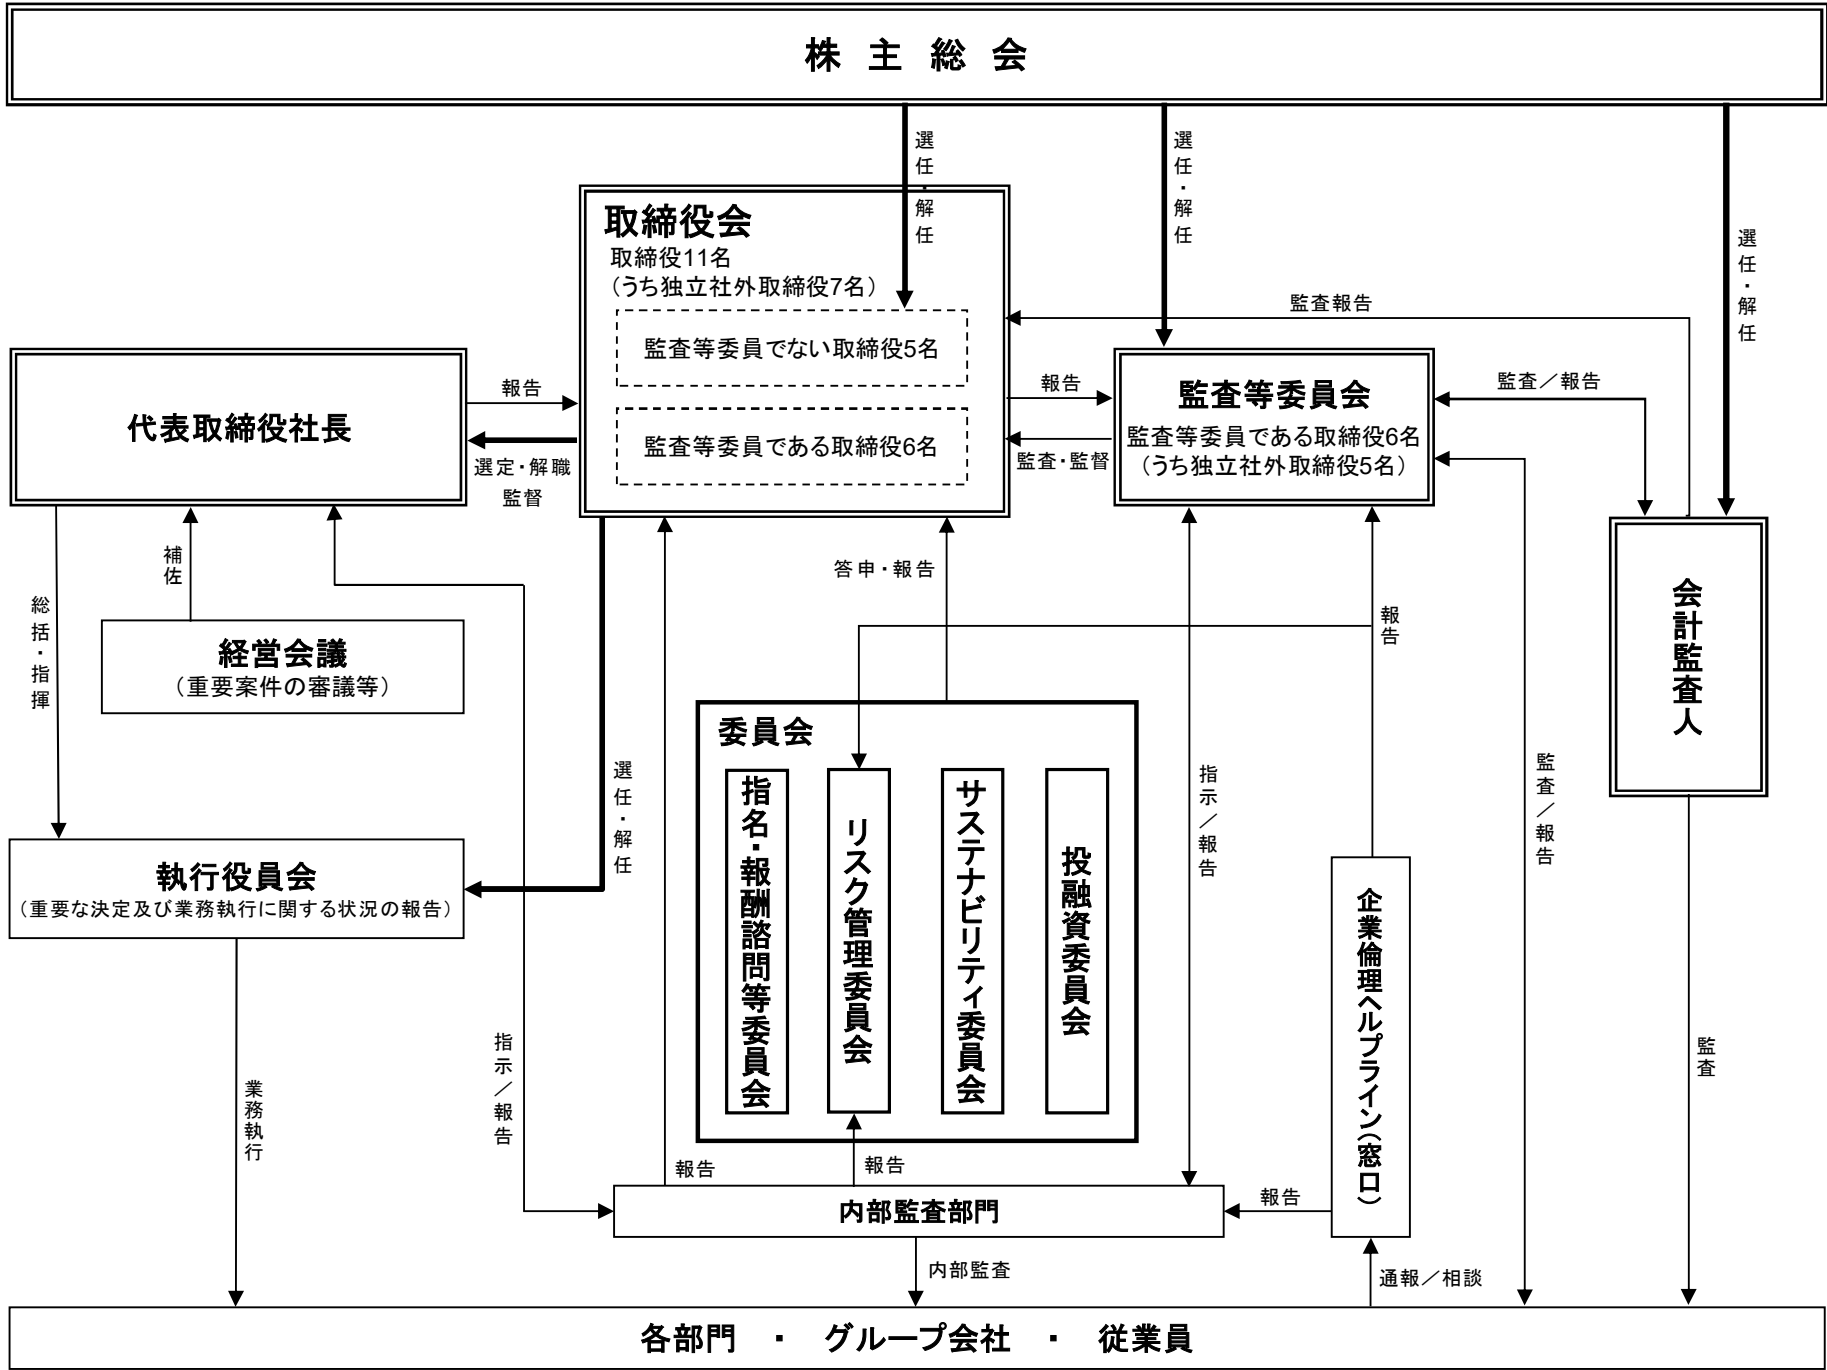 株主総会
選任・解任
選任・解任
選任・解任
取締役会
取締役11名
（うち独立社外取締役7名）
監査等委員でない取締役5名
監査等委員である取締役6名
監査報告
代表取締役社長
報告
選定・解職
監督
報告
監査・監督
監査等委員会
監査等委員である取締役6名
（うち独立社外取締役5名）
監査／報告
会計監査人
補佐
総括・指揮
経営会議
（重要案件の審議等）
答申・報告
報告
選任・解任
委員会
指名・報酬諮問等委員会
リスク管理委員会
サステナビリティ委員会
投融資委員会
指示／報告
監査／報告
執行役員会
（重要な決定及び業務執行に関する状況の報告）
企業倫理ヘルプライン（窓口）
業務執行
指示／報告
監査
報告
報告
内部監査部門
報告
内部監査
通報／相談
各部門　・　グループ会社　・　従業員